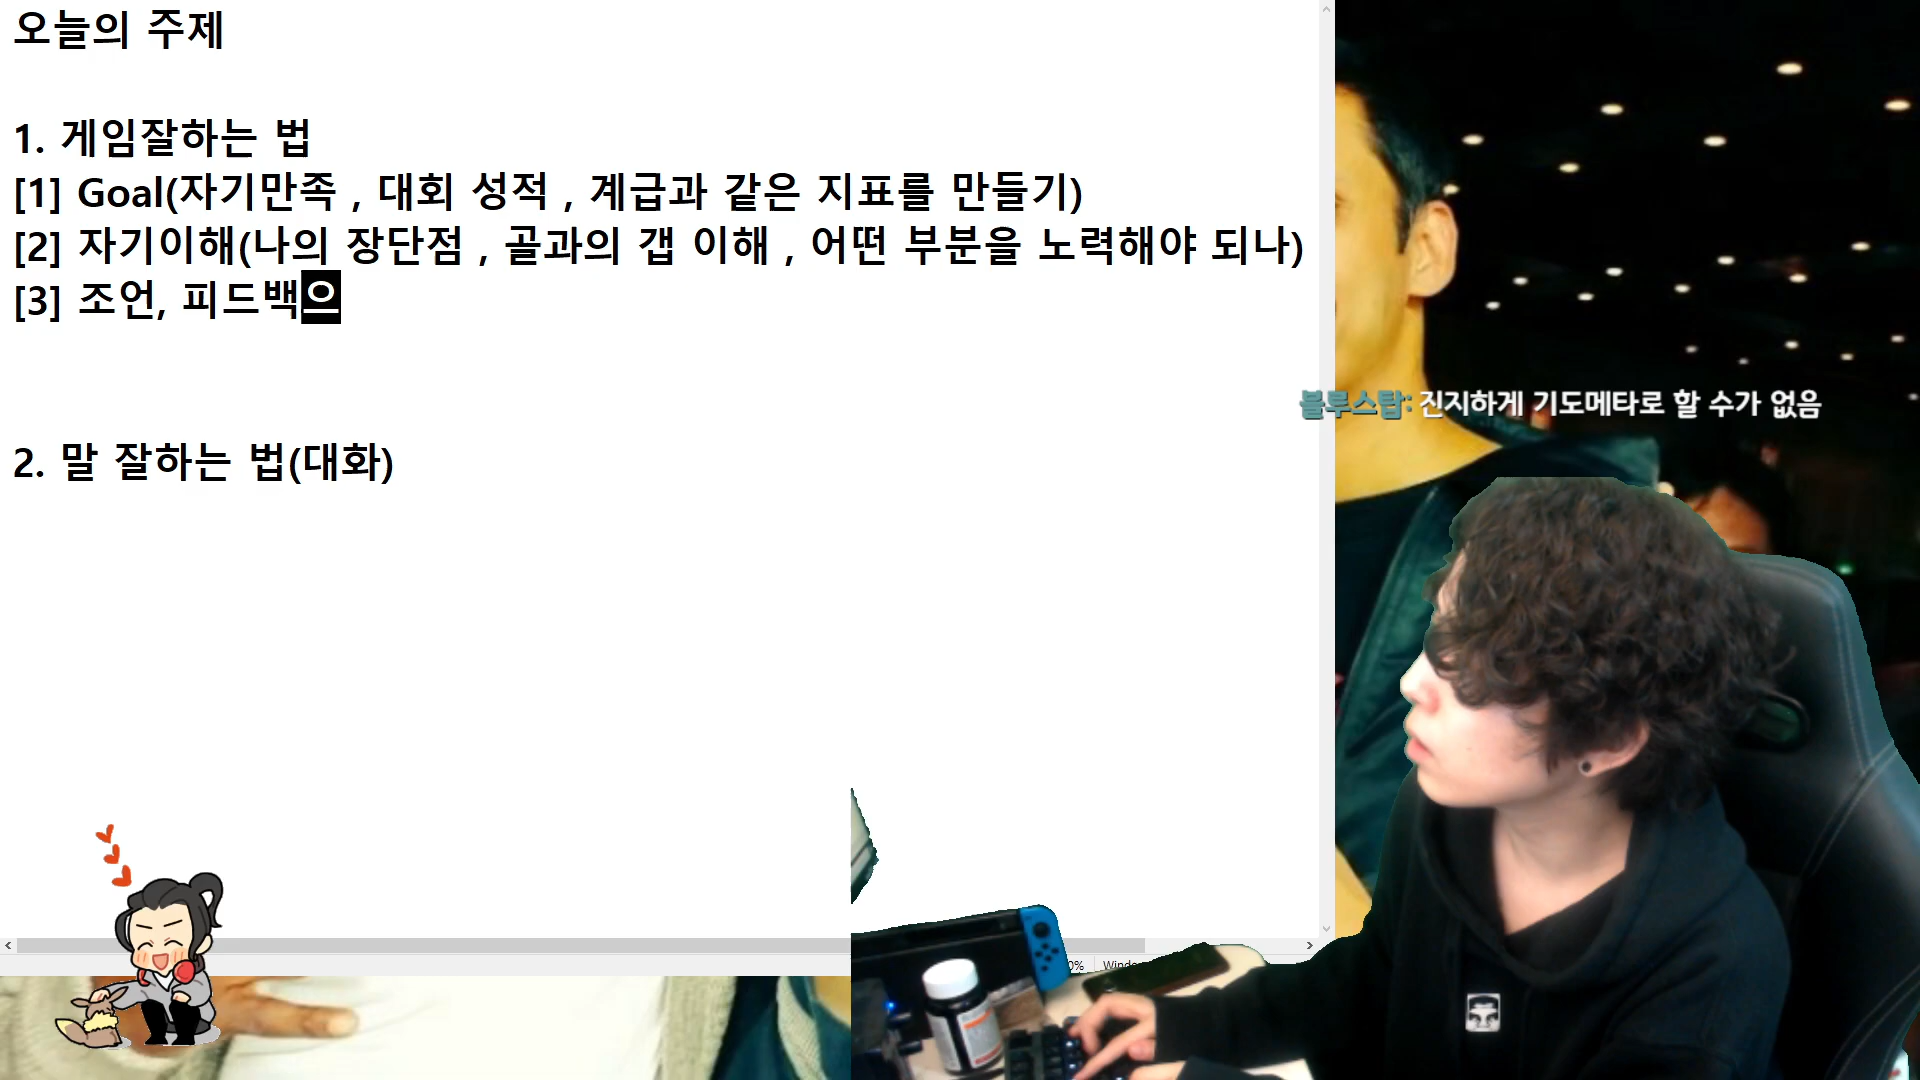 오늘의 주제
1. 게임잘하는 법
[1] Goal(자기만족 , 대회 성적 , 계급과 같은 지표를 만들기)
[2] 자기이해(나의 장단점 , 골과의 갭 이해 , 어떤 부분을 노력해야 되나)
[3] 조언, 피드백으
블루스탑: 진지하게 기도메타로 할 수가 없음
2. 말 잘하는 법(대화)
0% Windo